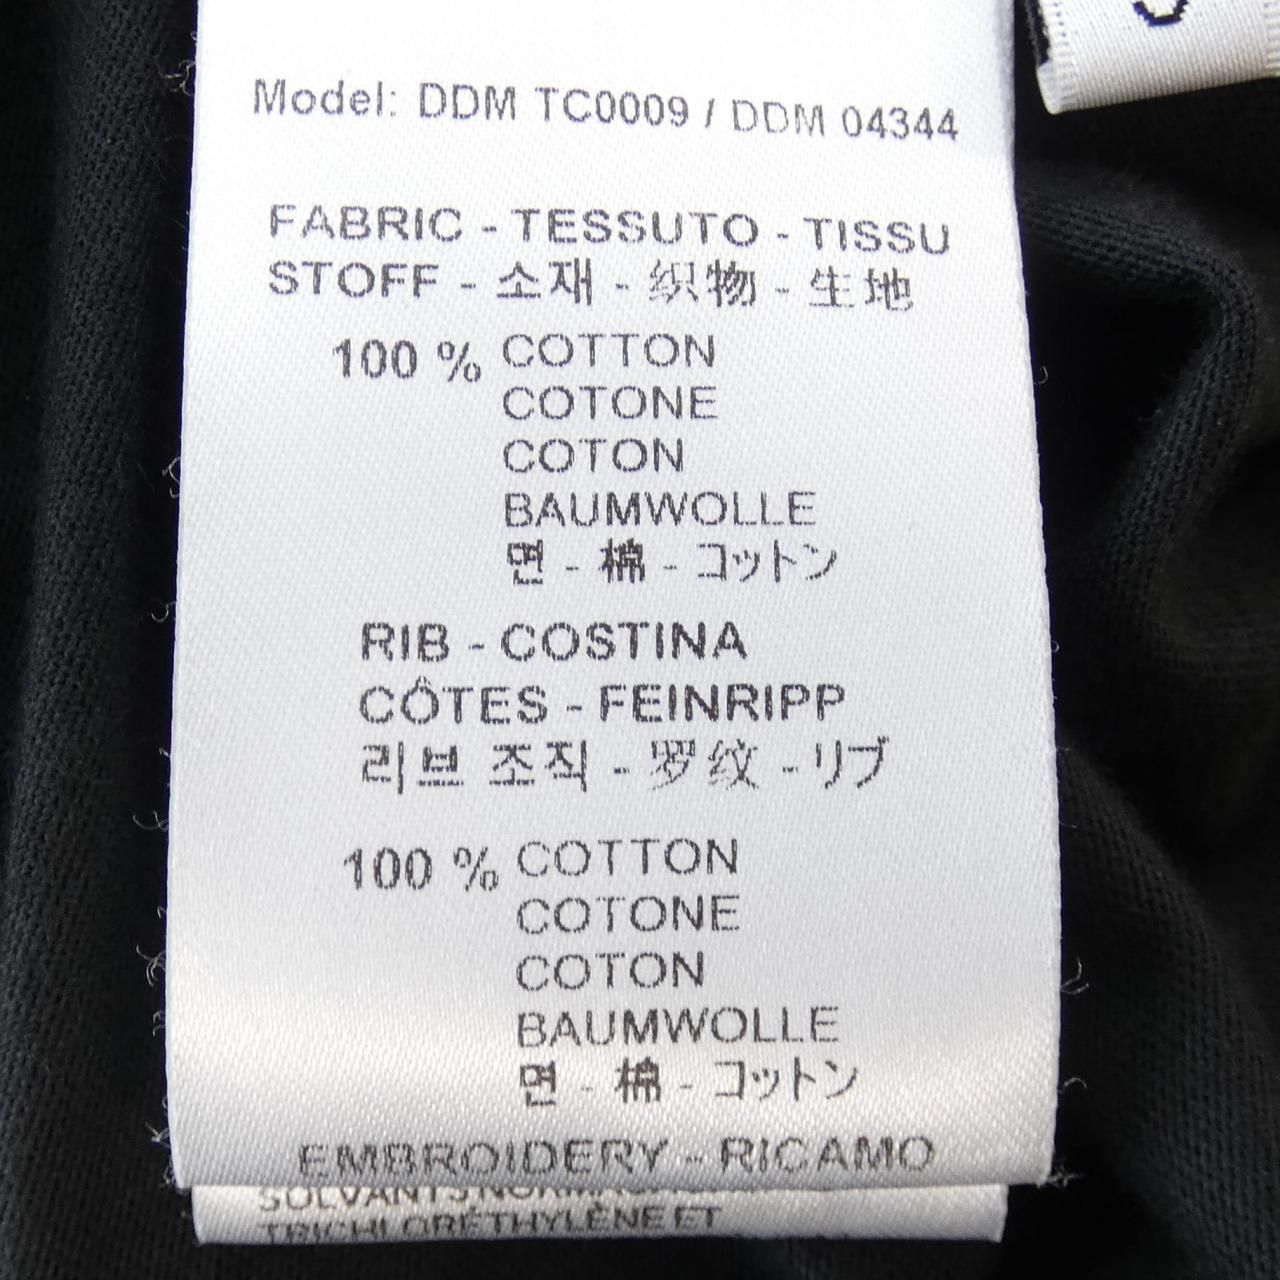 Model: DDM TC0009 / DDM 04344
FABRIC - TESSUTO - TISSU
STOFF - 소재 - 织物 - 生地
100 % COTTON
COTONE
COTON
BAUMWOLLE
면 - 棉 - コットン
RIB - COSTINA
CÔTES - FEINRIPP
리브 조직 - 罗纹 - リブ
100 % COTTON
COTONE
COTON
BAUMWOLLE
면 - 棉 - コットン
EMBROIDERY - RICAMO
SOLVANTS
TRICHLORÉTHYLÈNE ET